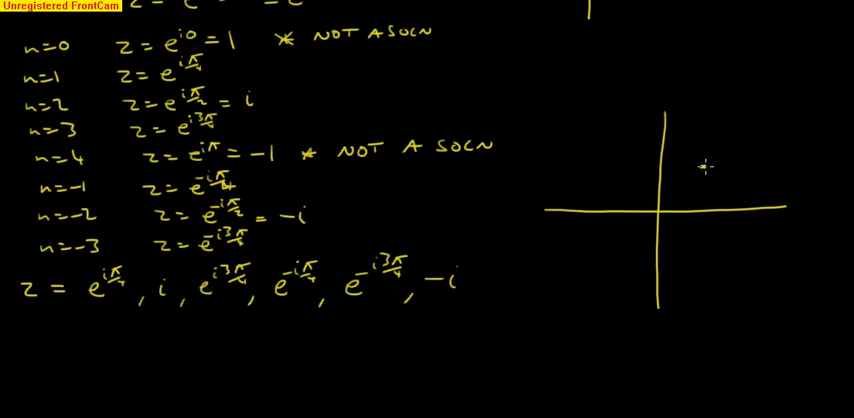 Unregistered FrontCam
n=0 z = e^{i0} = 1 * NOT A SOLN
n=1 z = e^{iπ/4}
n=2 z = e^{iπ/2} = i
n=3 z = e^{i3π/4}
n=4 z = e^{iπ} = -1 * NOT A SOLN
n=-1 z = e^{-iπ/4}
n=-2 z = e^{-iπ/2} = -i
n=-3 z = e^{-i3π/4}
z = e^{iπ/4}, i, e^{i3π/4}, e^{-iπ/4}, e^{-i3π/4}, -i